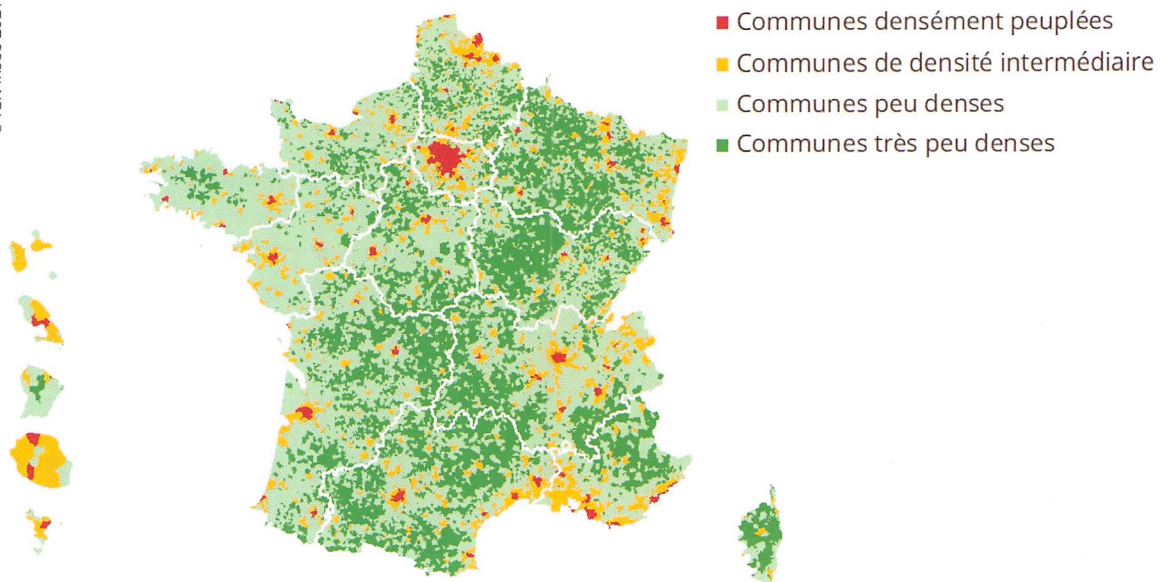 Communes densément peuplées
Communes de densité intermédiaire
Communes peu denses
Communes très peu denses